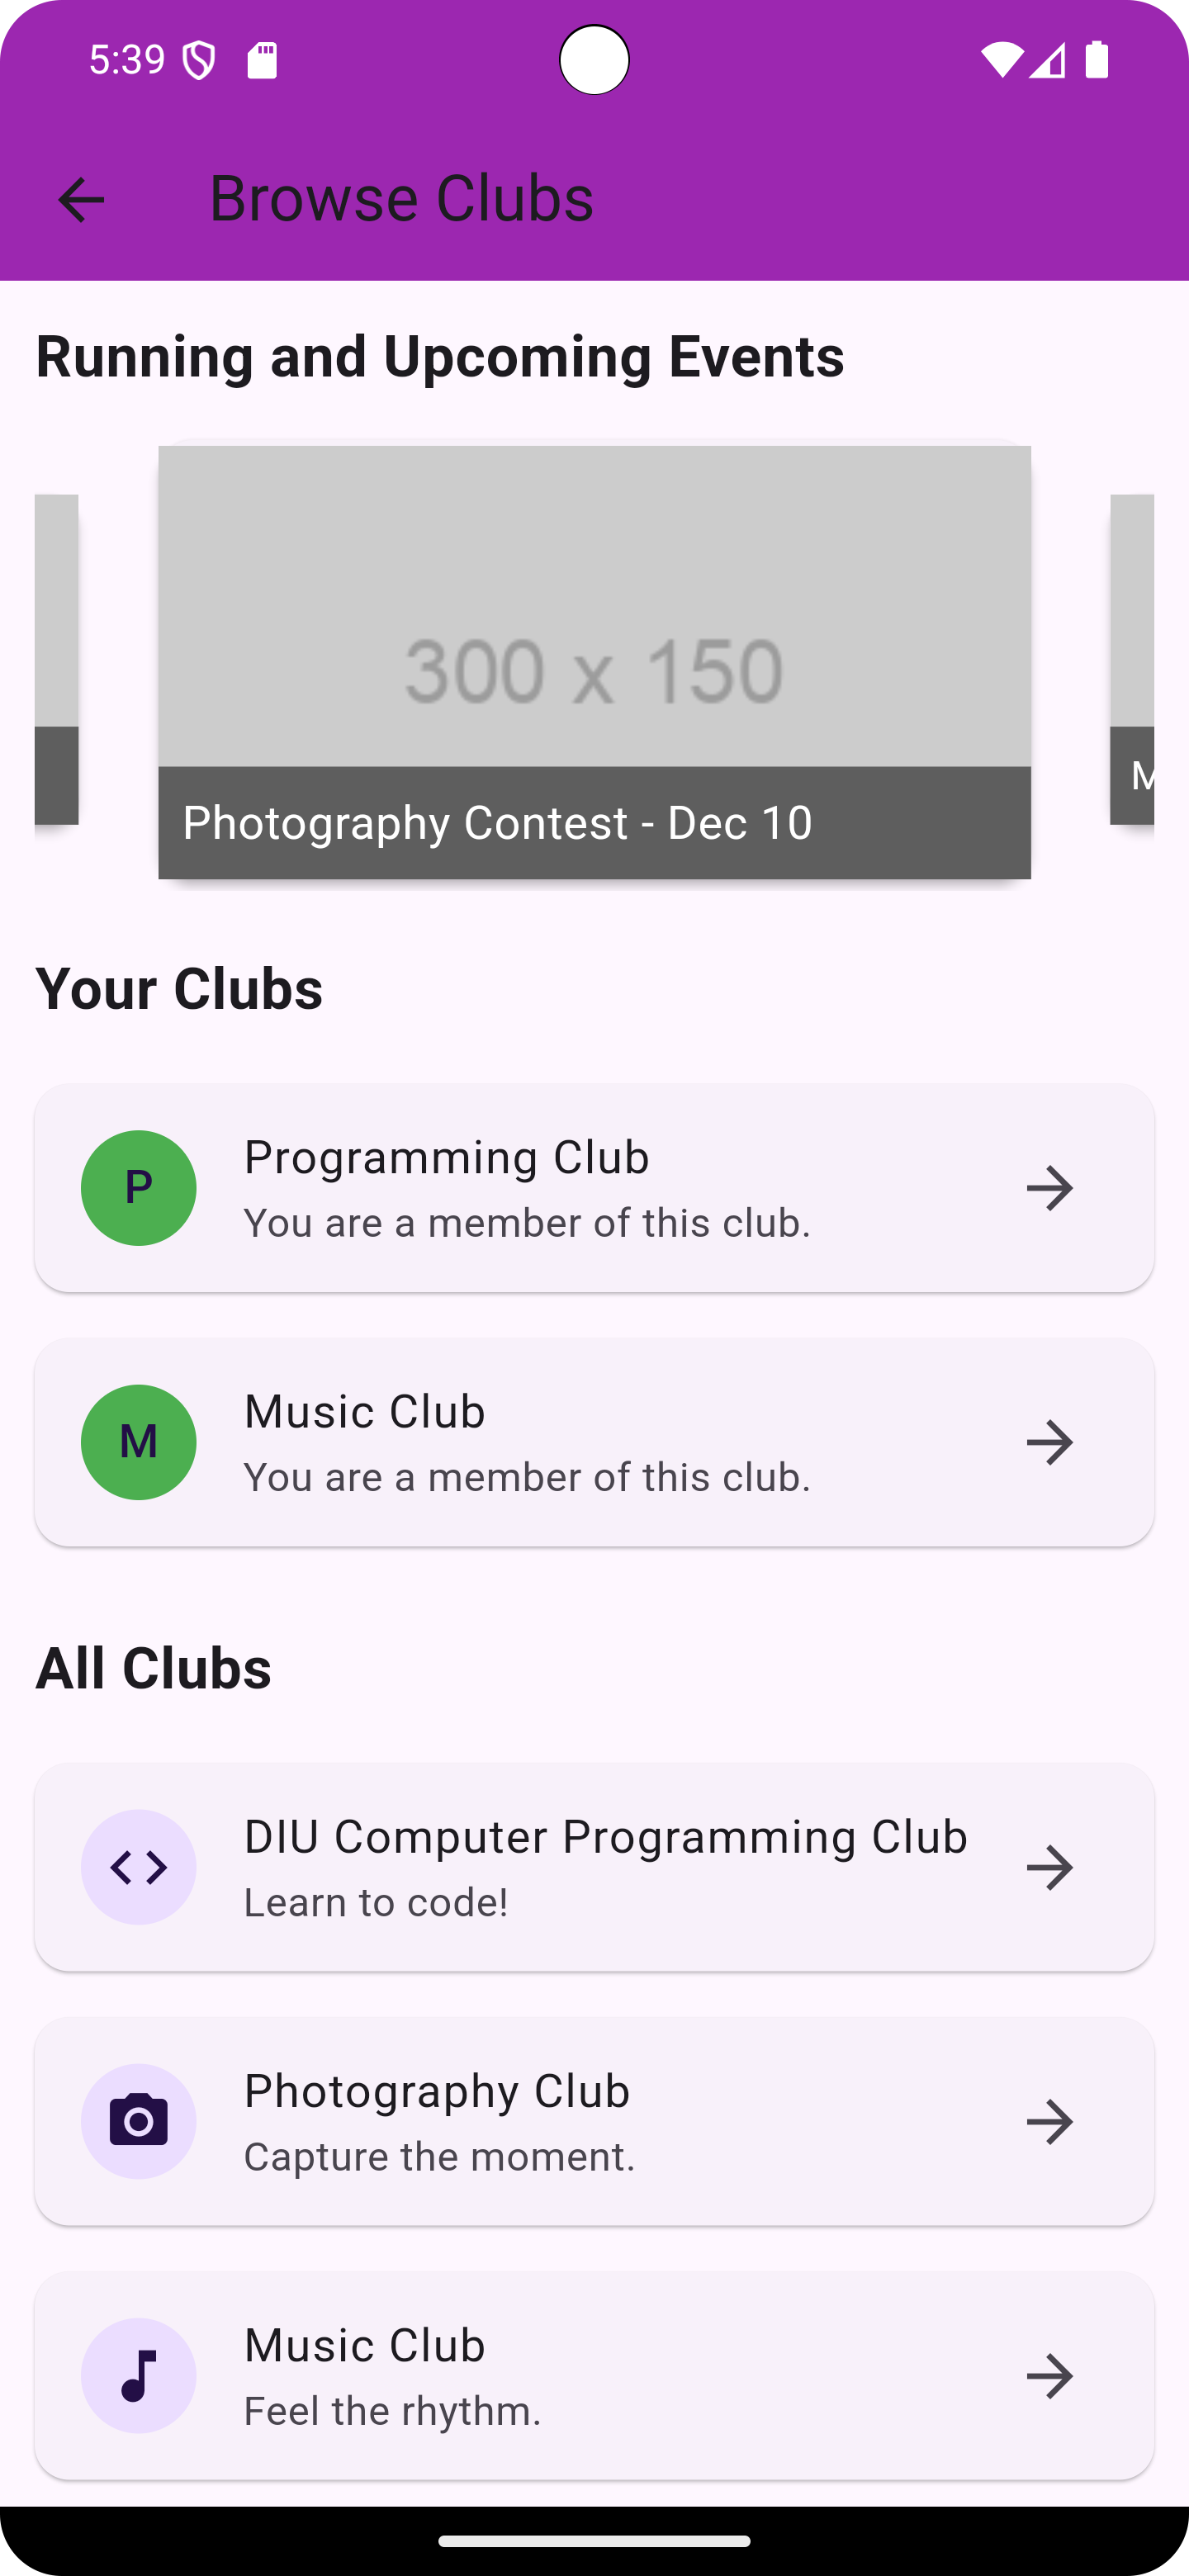 5:39
Browse Clubs
Running and Upcoming Events
300 x 150
Photography Contest - Dec 10
M
Your Clubs
P
Programming Club
You are a member of this club.
M
Music Club
You are a member of this club.
All Clubs
DIU Computer Programming Club
Learn to code!
Photography Club
Capture the moment.
Music Club
Feel the rhythm.